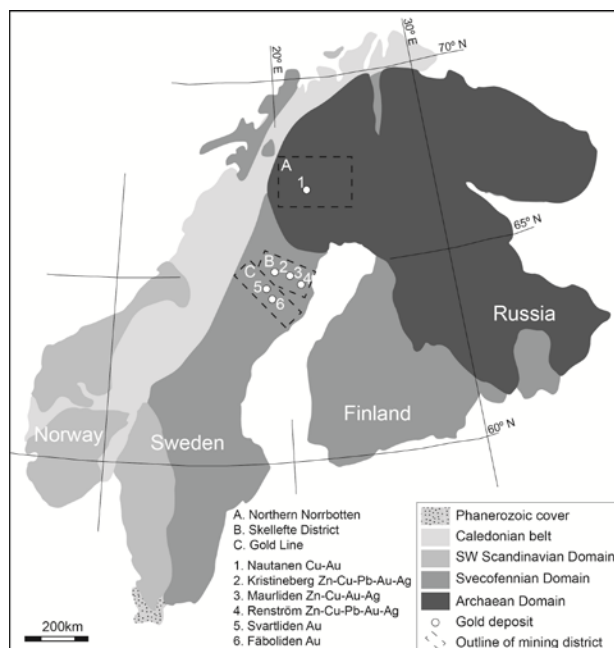 20° E
30° E
70° N
A
1
65° N
B
2
3
4
C
5
6
Russia
Finland
Norway
Sweden
60° N
A. Northern Norrbotten
B. Skellefte District
C. Gold Line
1. Nautanen Cu-Au
2. Kristineberg Zn-Cu-Pb-Au-Ag
3. Maurliden Zn-Cu-Au-Ag
4. Renström Zn-Cu-Pb-Au-Ag
5. Svartliden Au
6. Fäboliden Au
Phanerozoic cover
Caledonian belt
SW Scandinavian Domain
Svecofennian Domain
Archaean Domain
Gold deposit
Outline of mining district
200km